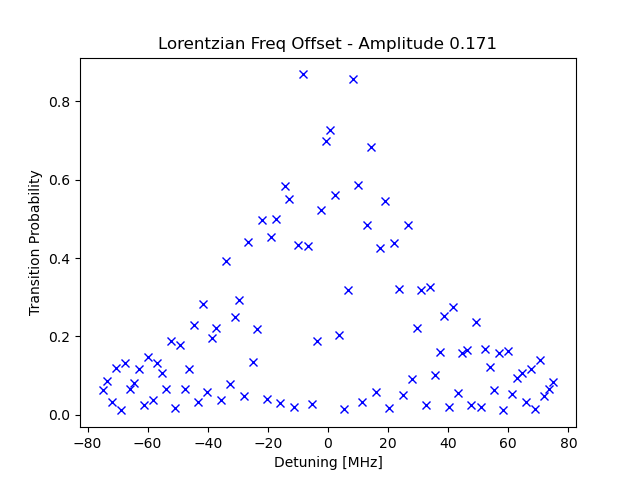 Lorentzian Freq Offset - Amplitude 0.171
0.8
0.6
0.4
0.2
0.0
Transition Probability
−80 −60 −40 −20 0 20 40 60 80
Detuning [MHz]